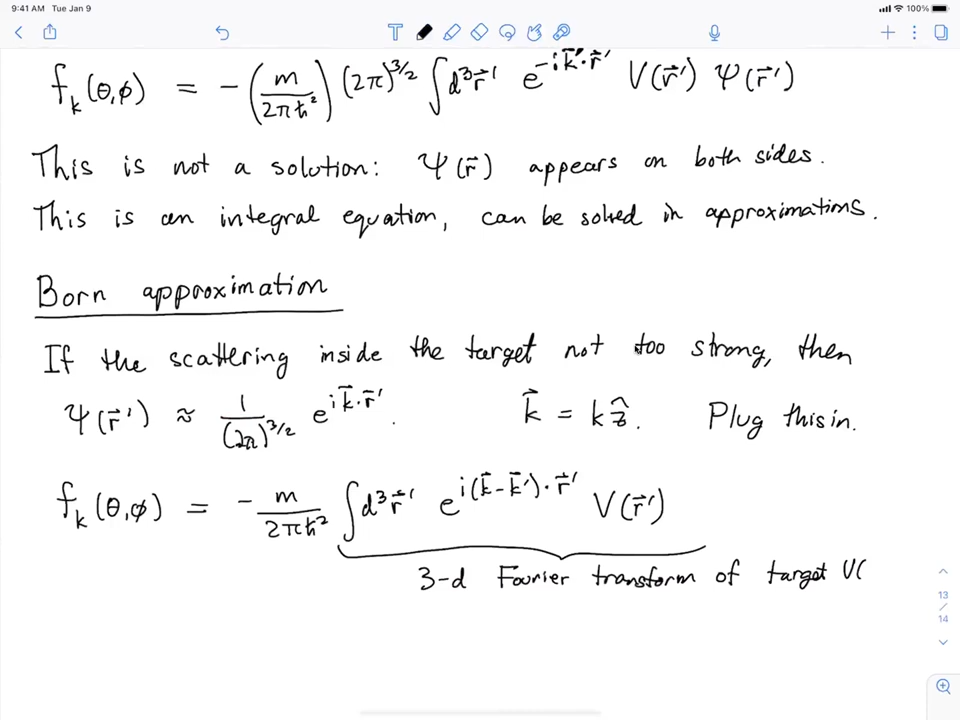 9:41 AM Tue Jan 9
100%
f_k(θ,φ) = -(m/2πħ²)(2π)^{3/2} ∫d³r⃗' e^{-ik⃗'·r⃗'} V(r⃗') Ψ(r⃗')
This is not a solution: Ψ(r⃗) appears on both sides.
This is an integral equation, can be solved in approximations.
Born approximation
If the scattering inside the target not too strong, then
Ψ(r⃗') ≈ 1/(2π)^{3/2} e^{ik⃗·r⃗'}. k⃗ = kẑ. Plug this in.
f_k(θ,φ) = -m/2πħ² ∫d³r⃗' e^{i(k⃗-k⃗')·r⃗'} V(r⃗')
3-d Fourier transform of target V(
13
/
14